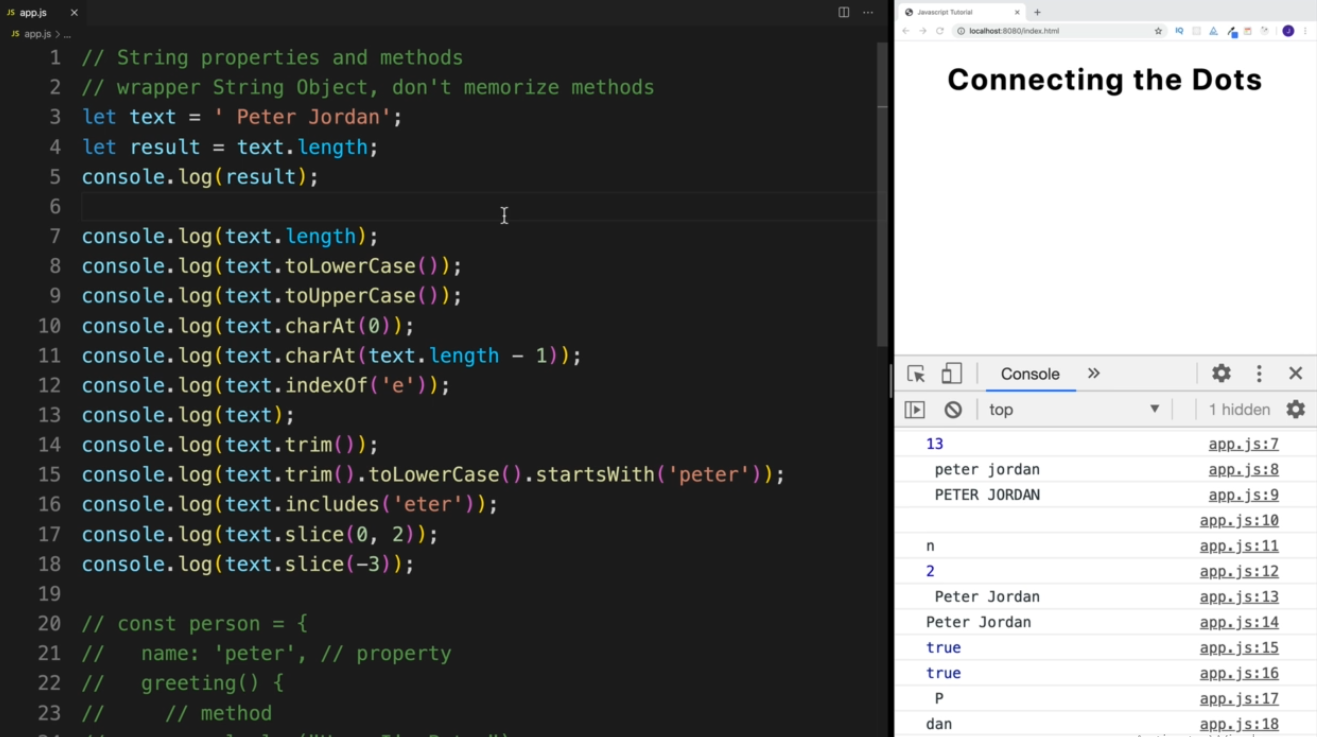 JS app.js
JS app.js > ...
1 // String properties and methods
2 // wrapper String Object, don't memorize methods
3 let text = ' Peter Jordan';
4 let result = text.length;
5 console.log(result);
6
7 console.log(text.length);
8 console.log(text.toLowerCase());
9 console.log(text.toUpperCase());
10 console.log(text.charAt(0));
11 console.log(text.charAt(text.length - 1));
12 console.log(text.indexOf('e'));
13 console.log(text);
14 console.log(text.trim());
15 console.log(text.trim().toLowerCase().startsWith('peter'));
16 console.log(text.includes('eter'));
17 console.log(text.slice(0, 2));
18 console.log(text.slice(-3));
19
20 // const person = {
21 //   name: 'peter', // property
22 //   greeting() {
23 //     // method
Javascript Tutorial
localhost:8080/index.html
Connecting the Dots
Console
top 1 hidden
13 app.js:7
peter jordan app.js:8
PETER JORDAN app.js:9
app.js:10
n app.js:11
2 app.js:12
Peter Jordan app.js:13
Peter Jordan app.js:14
true app.js:15
true app.js:16
P app.js:17
dan app.js:18